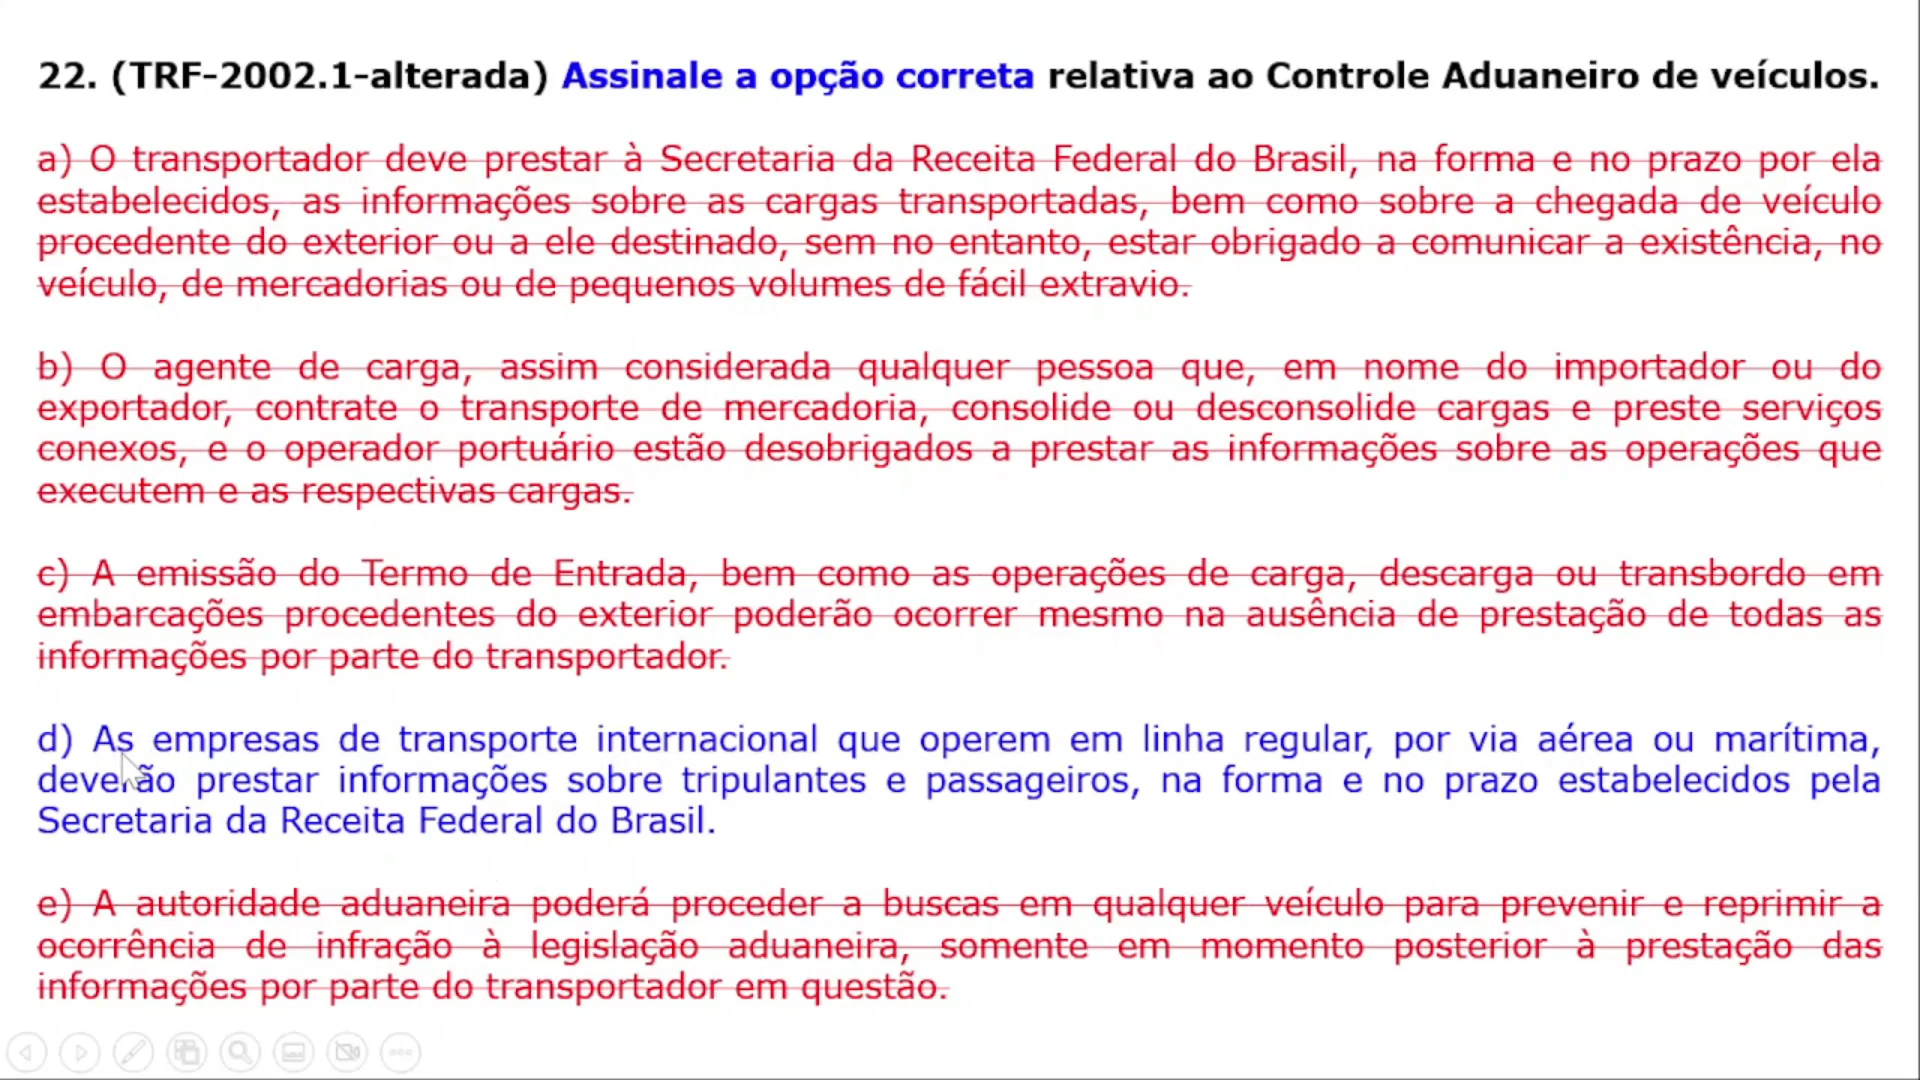 22. (TRF-2002.1-alterada) Assinale a opção correta relativa ao Controle Aduaneiro de veículos.
a) O transportador deve prestar à Secretaria da Receita Federal do Brasil, na forma e no prazo por ela
estabelecidos, as informações sobre as cargas transportadas, bem como sobre a chegada de veículo
procedente do exterior ou a ele destinado, sem no entanto, estar obrigado a comunicar a existência, no
veículo, de mercadorias ou de pequenos volumes de fácil extravio.
b) O agente de carga, assim considerada qualquer pessoa que, em nome do importador ou do
exportador, contrate o transporte de mercadoria, consolide ou desconsolide cargas e preste serviços
conexos, e o operador portuário estão desobrigados a prestar as informações sobre as operações que
executem e as respectivas cargas.
c) A emissão do Termo de Entrada, bem como as operações de carga, descarga ou transbordo em
embarcações procedentes do exterior poderão ocorrer mesmo na ausência de prestação de todas as
informações por parte do transportador.
d) As empresas de transporte internacional que operem em linha regular, por via aérea ou marítima,
deverão prestar informações sobre tripulantes e passageiros, na forma e no prazo estabelecidos pela
Secretaria da Receita Federal do Brasil.
e) A autoridade aduaneira poderá proceder a buscas em qualquer veículo para prevenir e reprimir a
ocorrência de infração à legislação aduaneira, somente em momento posterior à prestação das
informações por parte do transportador em questão.